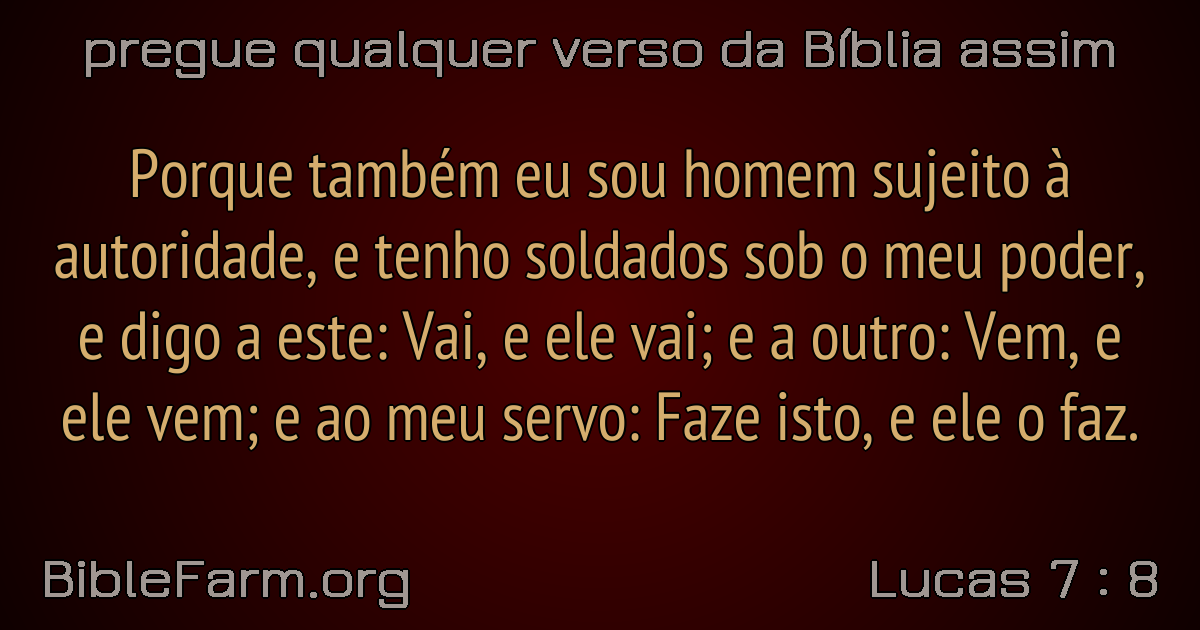 pregue qualquer verso da Bíblia assim
Porque também eu sou homem sujeito à
autoridade, e tenho soldados sob o meu poder,
e digo a este: Vai, e ele vai; e a outro: Vem, e
ele vem; e ao meu servo: Faze isto, e ele o faz.
BibleFarm.org
Lucas 7 : 8